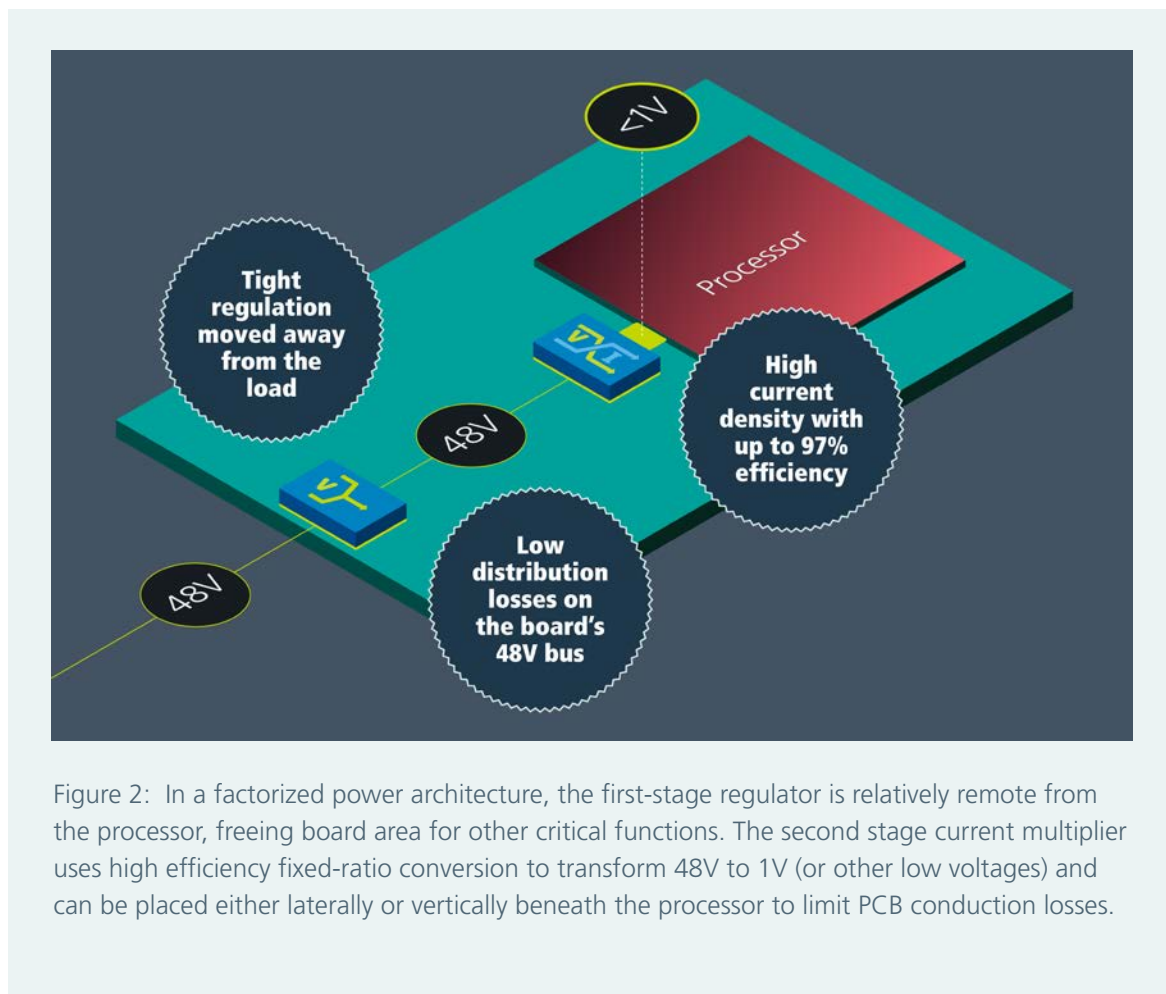 <1V
Processor
Tight
regulation
moved away
from the
load
V I
High
current
density with
up to 97%
efficiency
48V
V
Low
distribution
losses on
the board's
48V bus
48V
Figure 2:  In a factorized power architecture, the first-stage regulator is relatively remote from
the processor, freeing board area for other critical functions. The second stage current multiplier
uses high efficiency fixed-ratio conversion to transform 48V to 1V (or other low voltages) and
can be placed either laterally or vertically beneath the processor to limit PCB conduction losses.